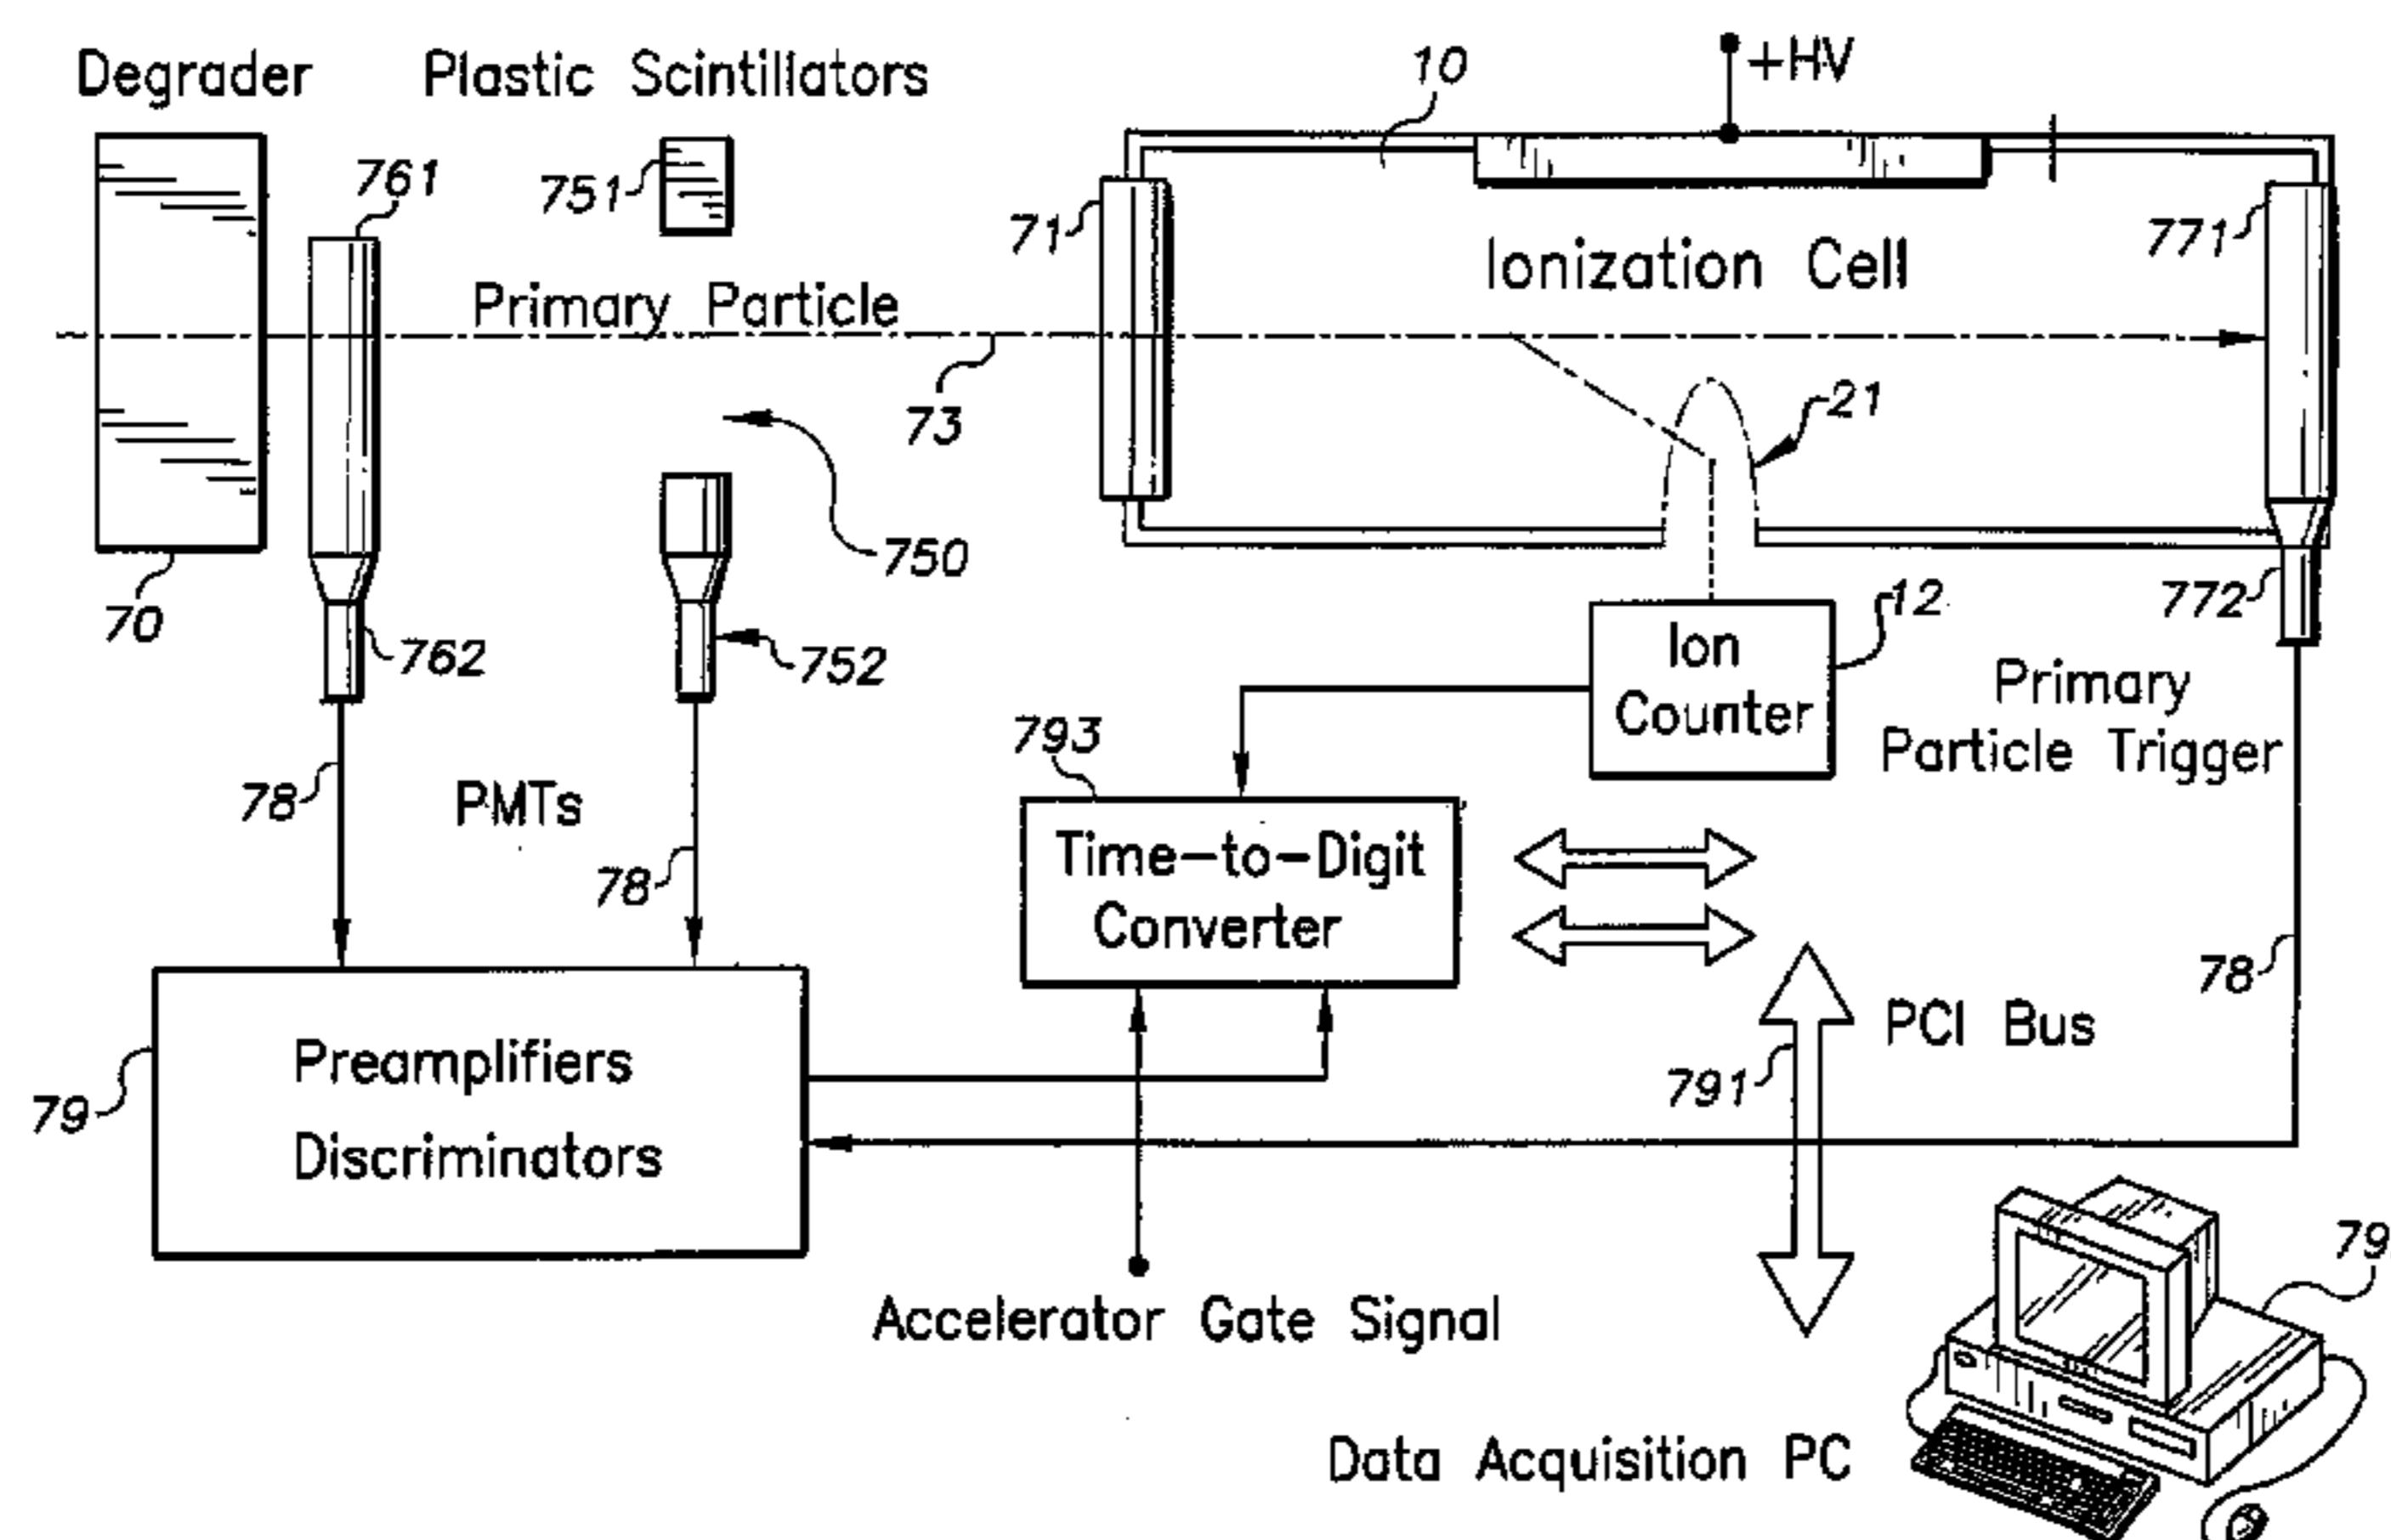 Degrader
Plastic Scintillators
10
+HV
761
751
71
771
Ionization Cell
Primary Particle
73
21
750
70
762
752
12
772
Ion
Counter
Primary
Particle Trigger
793
78
PMTs
78
Time-to-Digit
Converter
78
PCI Bus
791
Preamplifiers
Discriminators
79
79
Accelerator Gate Signal
Data Acquisition PC